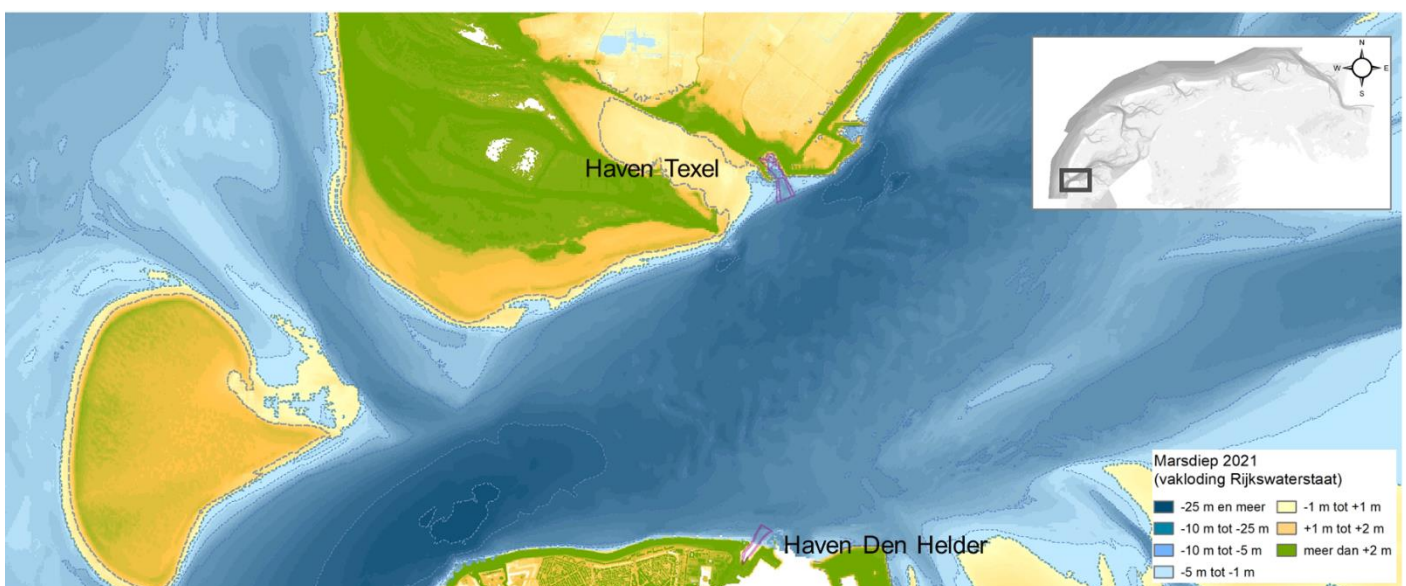 N
W E
S
Haven Texel
Haven Den Helder
Marsdiep 2021
(vakloding Rijkswaterstaat)
-25 m en meer
-10 m tot -25 m
-10 m tot -5 m
-5 m tot -1 m
-1 m tot +1 m
+1 m tot +2 m
meer dan +2 m